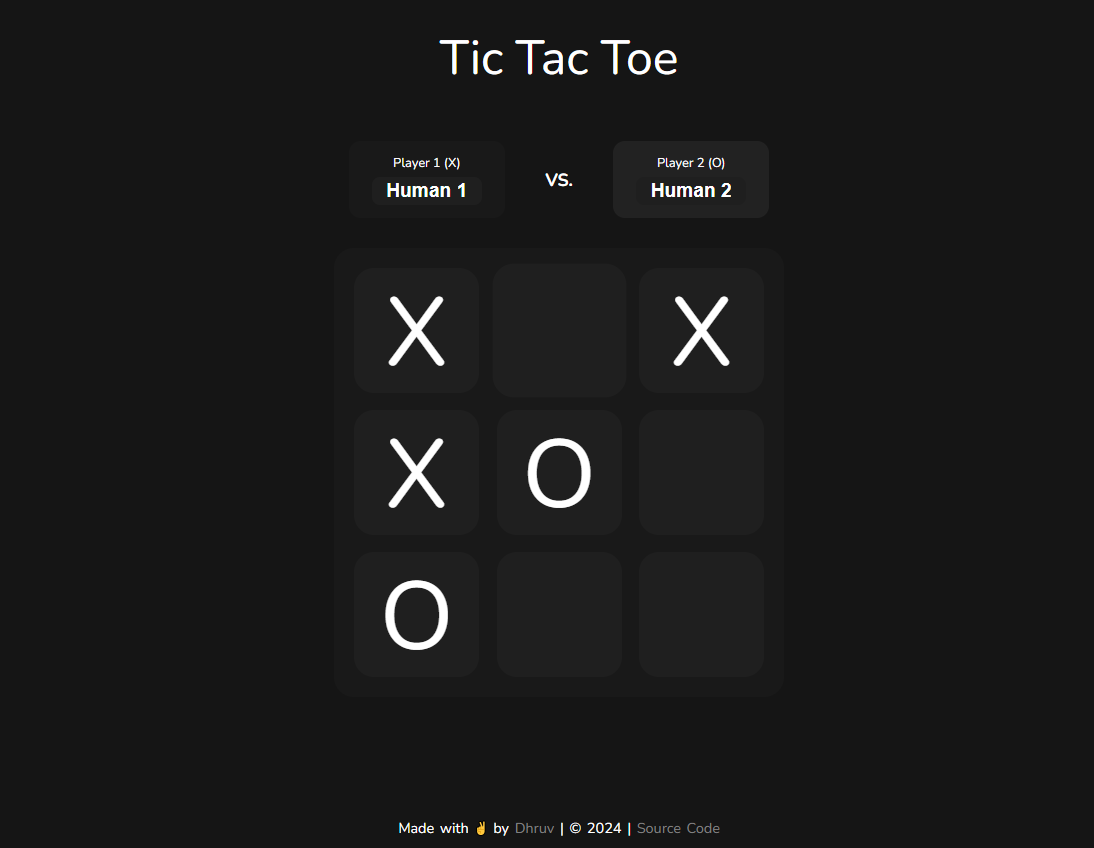 Tic Tac Toe
Player 1 (X)
Human 1
VS.
Player 2 (O)
Human 2
X X
X O
O
Made with ✌️ by Dhruv | © 2024 | Source Code